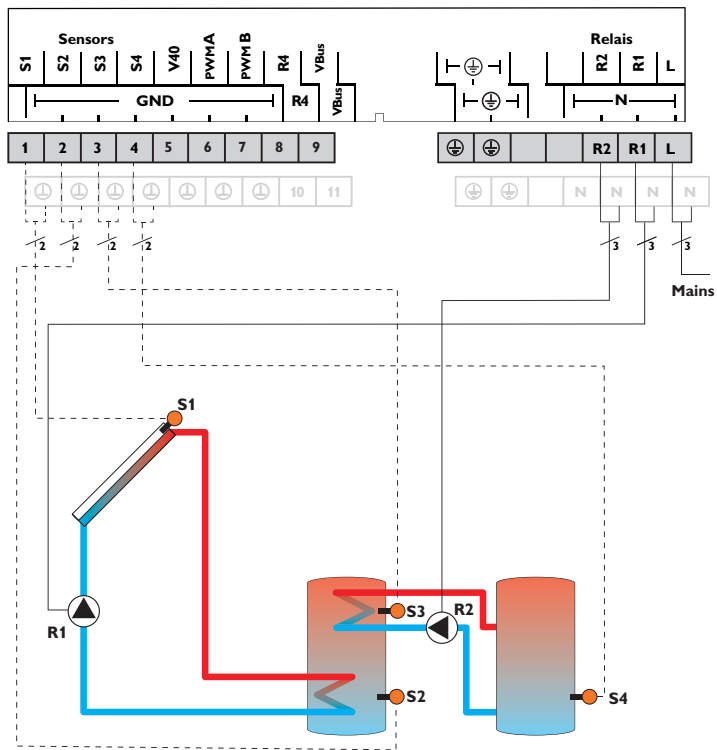 Sensors
Relais
S1 S2 S3 S4 V40 PWM A PWM B R4 VBus
R2 R1 L
GND R4 VBus
N
1 2 3 4 5 6 7 8 9
R2 R1 L
10 11
N N N N
2 2 2 2
3 3 3
Mains
S1
R1
S3
R2
S2
S4